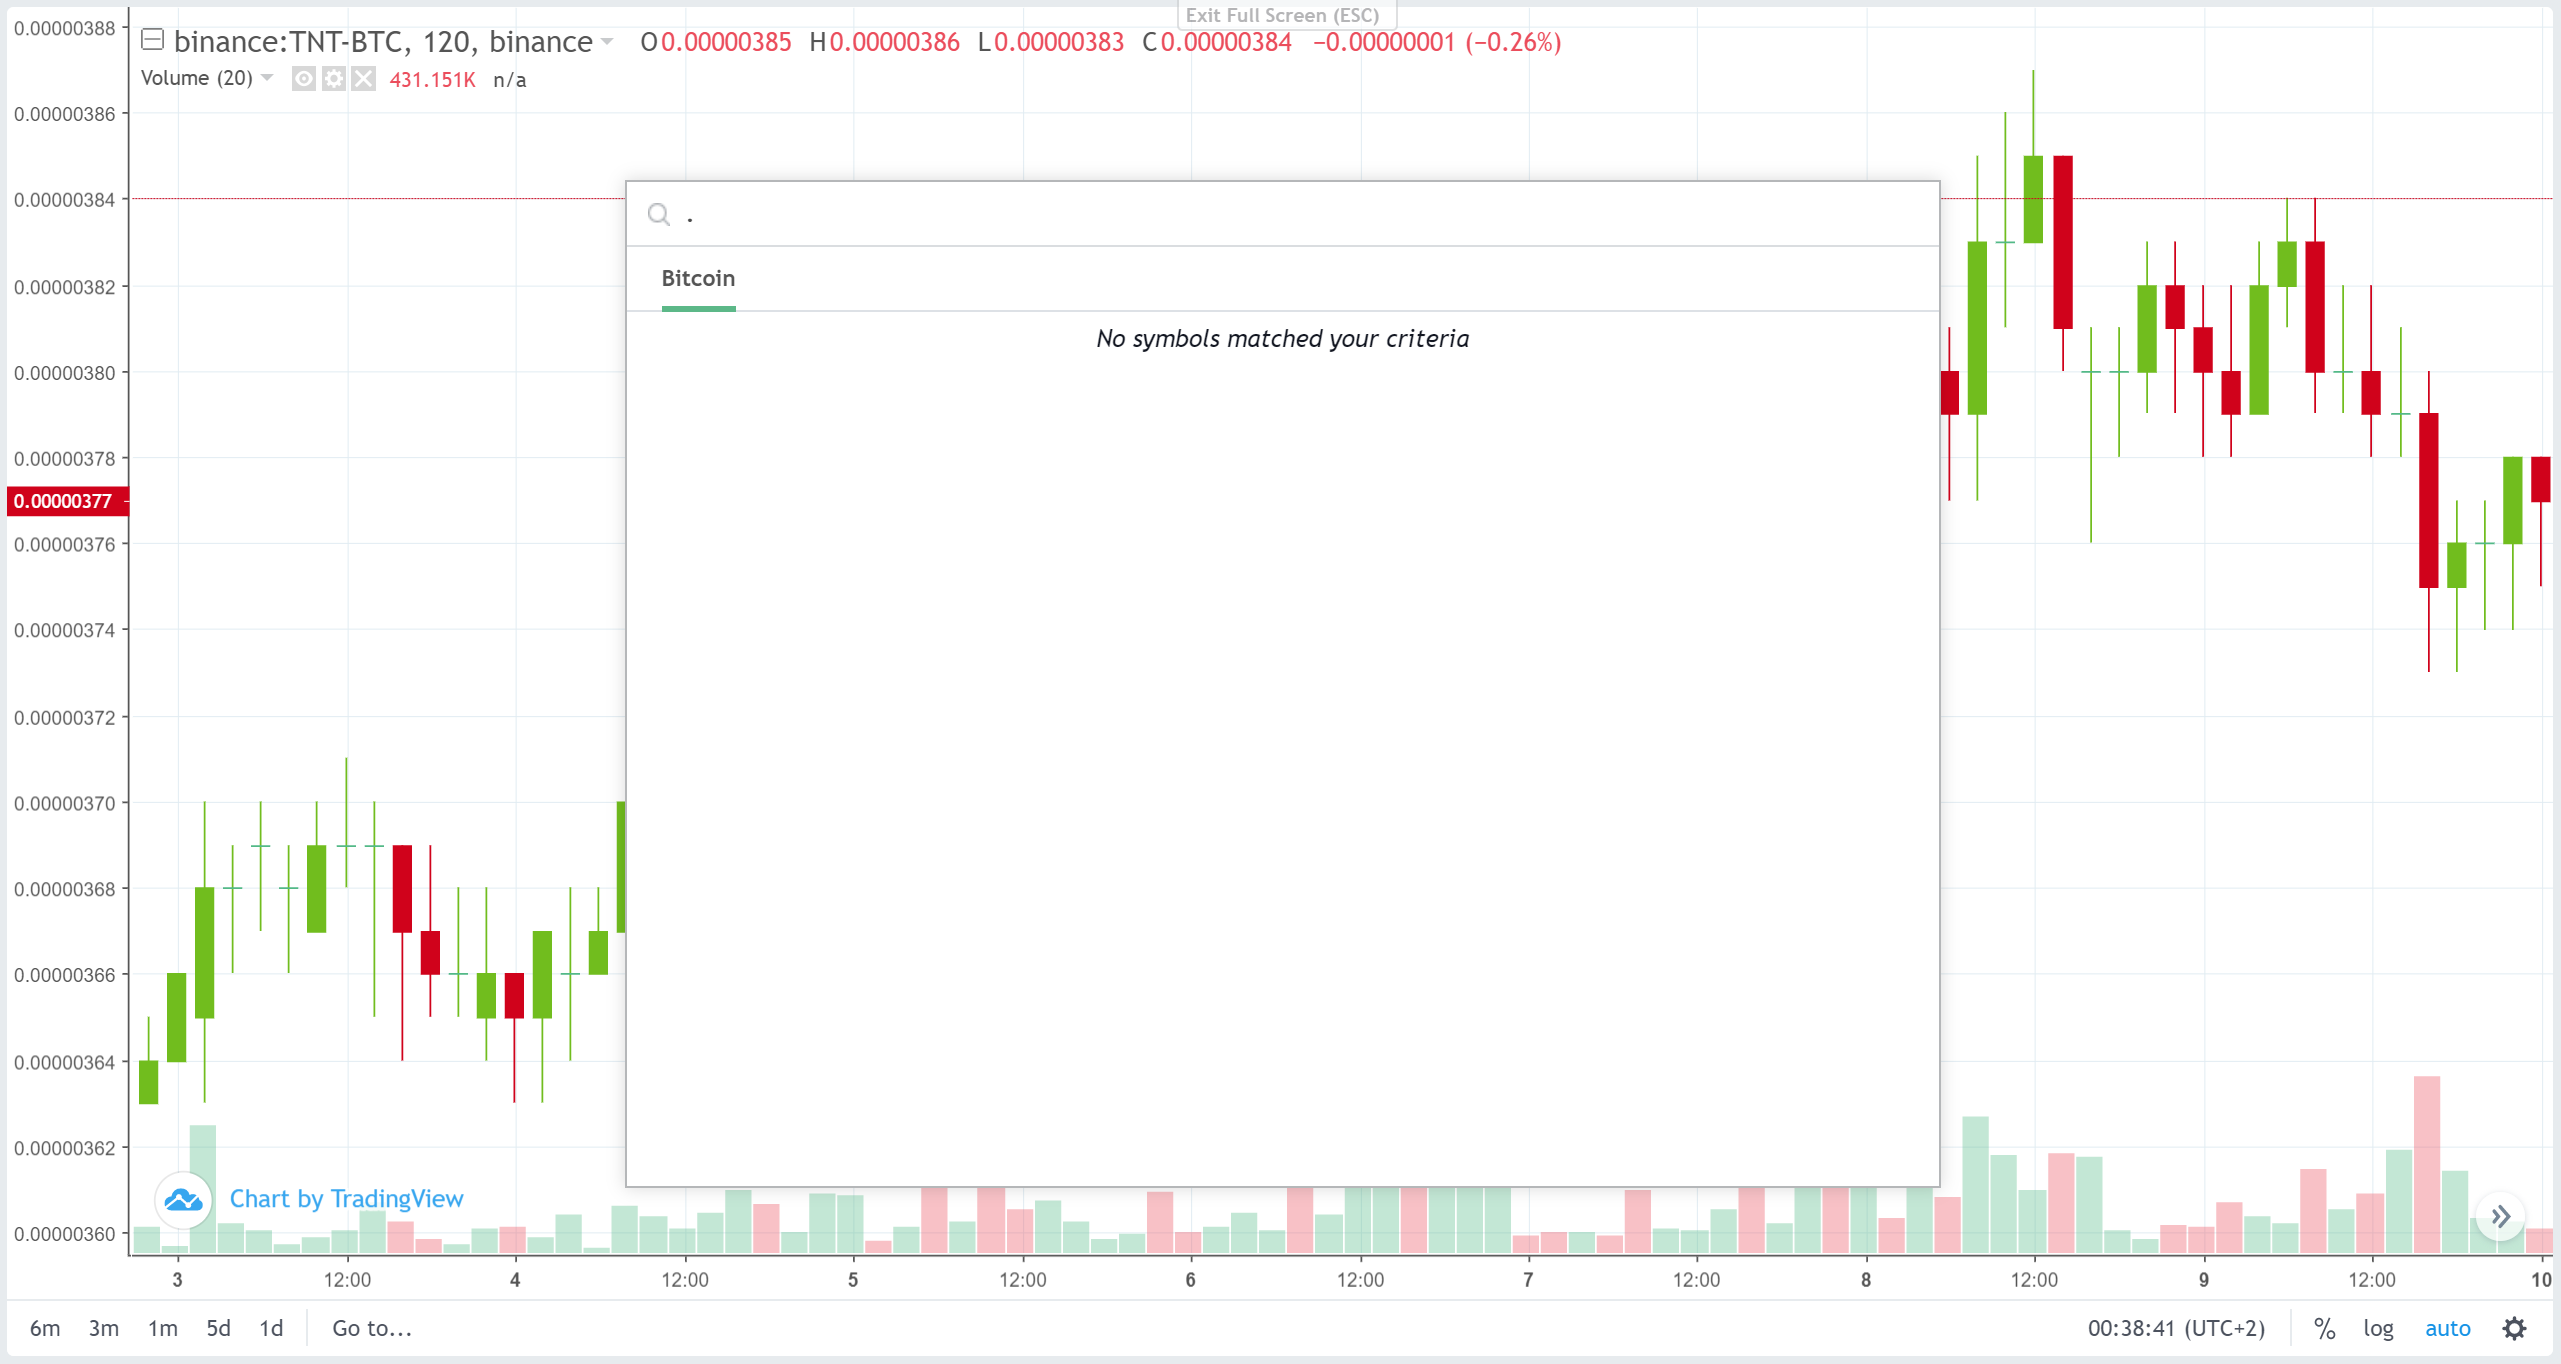 Exit Full Screen (ESC)
binance:TNT-BTC, 120, binance O0.00000385 H0.00000386 L0.00000383 C0.00000384 −0.00000001 (−0.26%)
Volume (20) 431.151K n/a
0.00000388
0.00000386
0.00000384
0.00000382
0.00000380
0.00000378
0.00000377
0.00000376
0.00000374
0.00000372
0.00000370
0.00000368
0.00000366
0.00000364
0.00000362
0.00000360
.
Bitcoin
No symbols matched your criteria
Chart by TradingView
3 12:00 4 12:00 5 12:00 6 12:00 7 12:00 8 12:00 9 12:00 10
6m 3m 1m 5d 1d Go to... 00:38:41 (UTC+2) % log auto